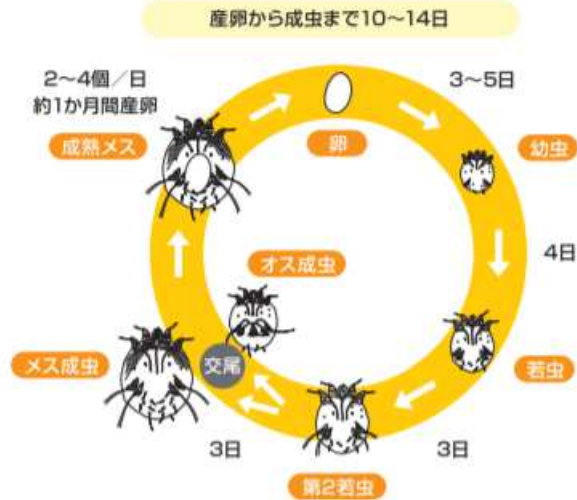 産卵から成虫まで10〜14日
2〜4個／日
約1か月間産卵
成熟メス
卵
3〜5日
幼虫
4日
若虫
3日
第2若虫
3日
交尾
オス成虫
メス成虫